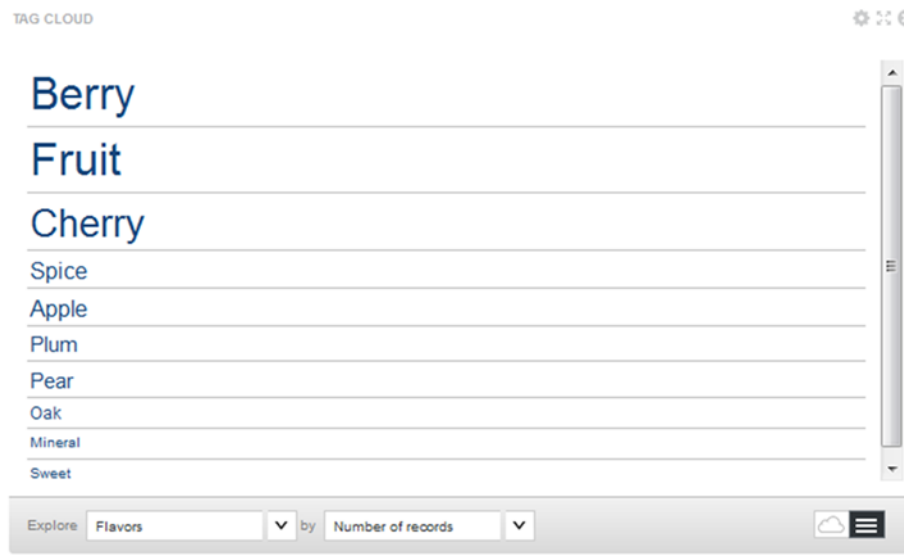 TAG CLOUD
Berry
Fruit
Cherry
Spice
Apple
Plum
Pear
Oak
Mineral
Sweet
Explore Flavors by Number of records